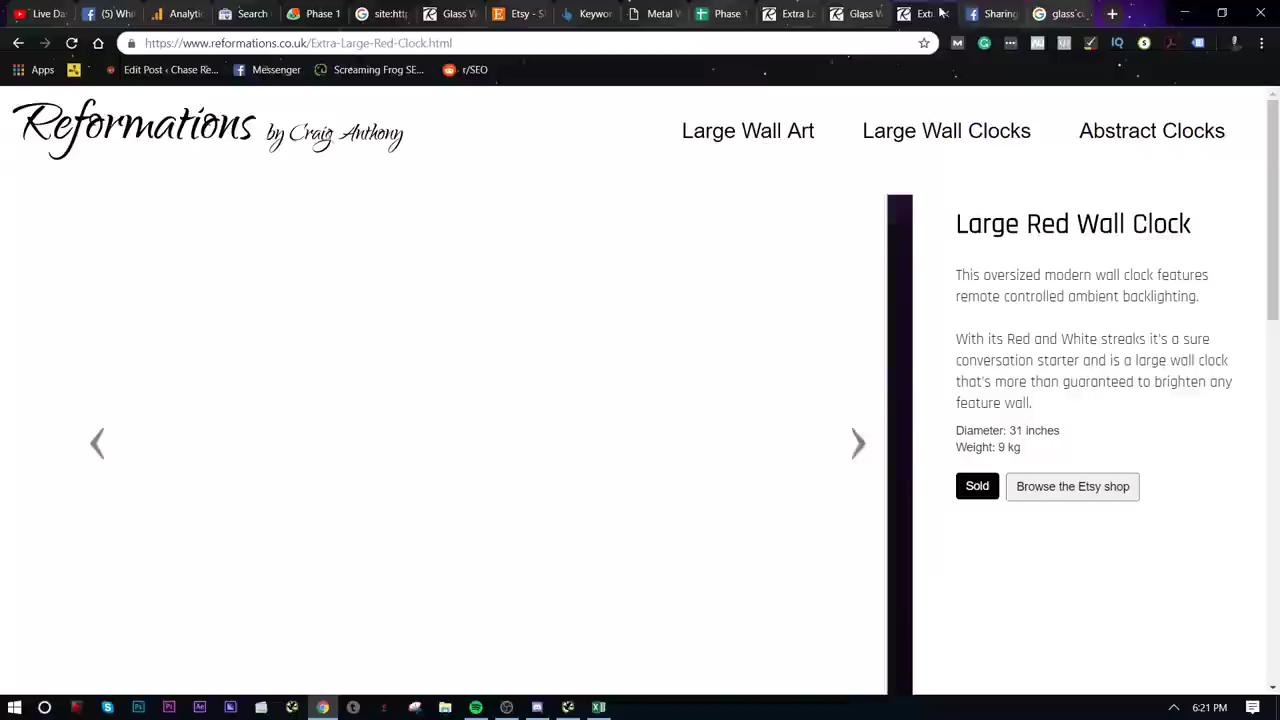 Live Da
(5) Wh
Analytic
Search
Phase 1
site:htt
Glass W
Etsy - S
Keywor
Metal W
Phase 1
Extra La
Glass W
Ext
Sharing
glass c
https://www.reformations.co.uk/Extra-Large-Red-Clock.html
Apps
Edit Post ‹ Chase Re...
Messenger
Screaming Frog SE...
r/SEO
Reformations by Craig Anthony
Large Wall Art
Large Wall Clocks
Abstract Clocks
Large Red Wall Clock
This oversized modern wall clock features
remote controlled ambient backlighting.
With its Red and White streaks it's a sure
conversation starter and is a large wall clock
that's more than guaranteed to brighten any
feature wall.
Diameter: 31 inches
Weight: 9 kg
Sold
Browse the Etsy shop
6:21 PM